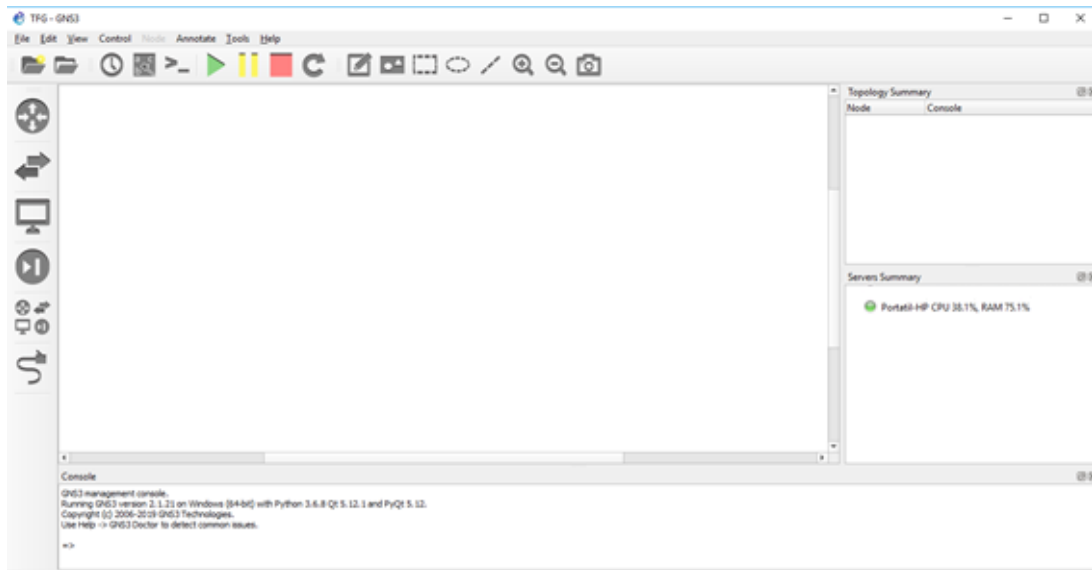 TFG - GNS3
File Edit View Control Node Annotate Tools Help
Topology Summary
Node Console
Servers Summary
Portatil-HP CPU 38.1%, RAM 75.1%
Console
GNS3 management console.
Running GNS3 version 2.1.21 on Windows (64-bit) with Python 3.6.8 Qt 5.12.1 and PyQt 5.12.
Copyright (c) 2006-2019 GNS3 Technologies.
Use Help -> GNS3 Doctor to detect common issues.
=>